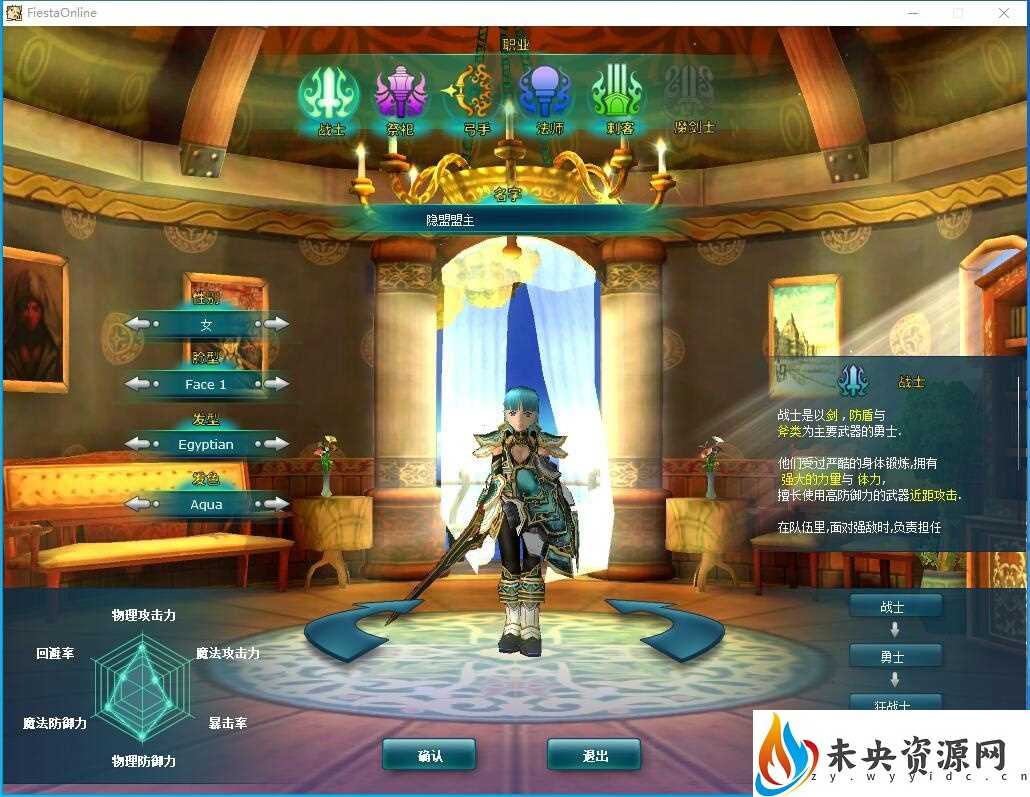 FiestaOnline
职业
战士 祭祀 弓手 法师 刺客 魔剑士
名字
隐盟盟主
性别
女
脸型
Face 1
发型
Egyptian
发色
Aqua
战士
战士是以剑,防盾与
斧类为主要武器的勇士.
他们受过严酷的身体锻炼,拥有
强大的力量与 体力,
擅长使用高防御力的武器近距攻击.
在队伍里,面对强敌时,负责担任
物理攻击力
回避率
魔法攻击力
魔法防御力
暴击率
物理防御力
战士
勇士
狂战士
确认
退出
未央资源网
zy.wyyidc.cn